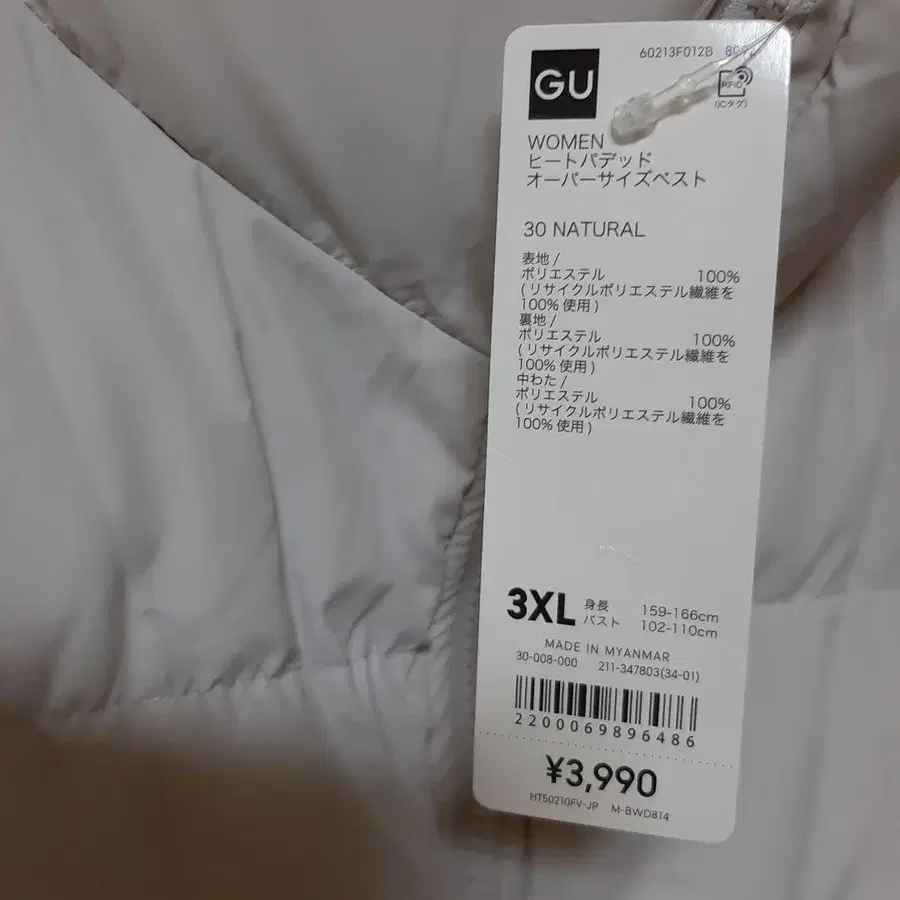 60213F012B
GU
RFID
(ICタグ)
WOMEN
ヒートパデッド
オーバーサイズベスト
30 NATURAL
表地 /
ポリエステル 100%
(リサイクルポリエステル繊維を
100% 使用)
裏地 /
ポリエステル 100%
(リサイクルポリエステル繊維を
100% 使用)
中わた /
ポリエステル 100%
(リサイクルポリエステル繊維を
100% 使用)
3XL 身長 159-166cm
バスト 102-110cm
MADE IN MYANMAR
30-008-000 211-347803(34-01)
2200069896486
¥3,990
HT50210FV-JP M-BWD814